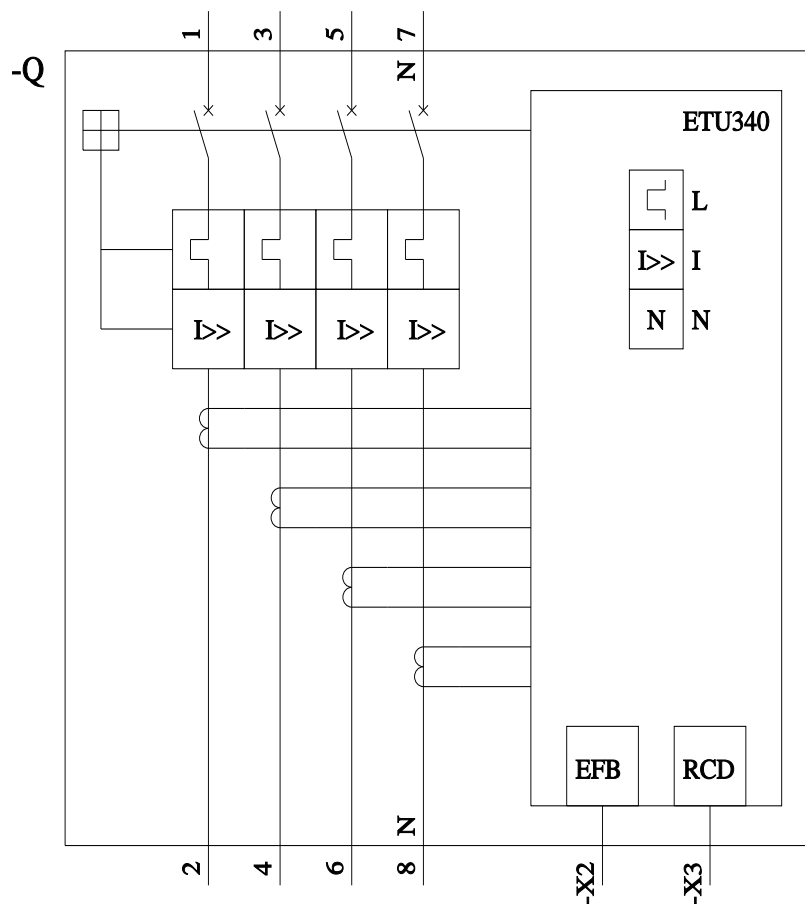 1 3 5 7
-Q
N
ETU340
L
I>> I
N N
I>> I>> I>> I>>
EFB RCD
N
2 4 6 8 -X2 -X3